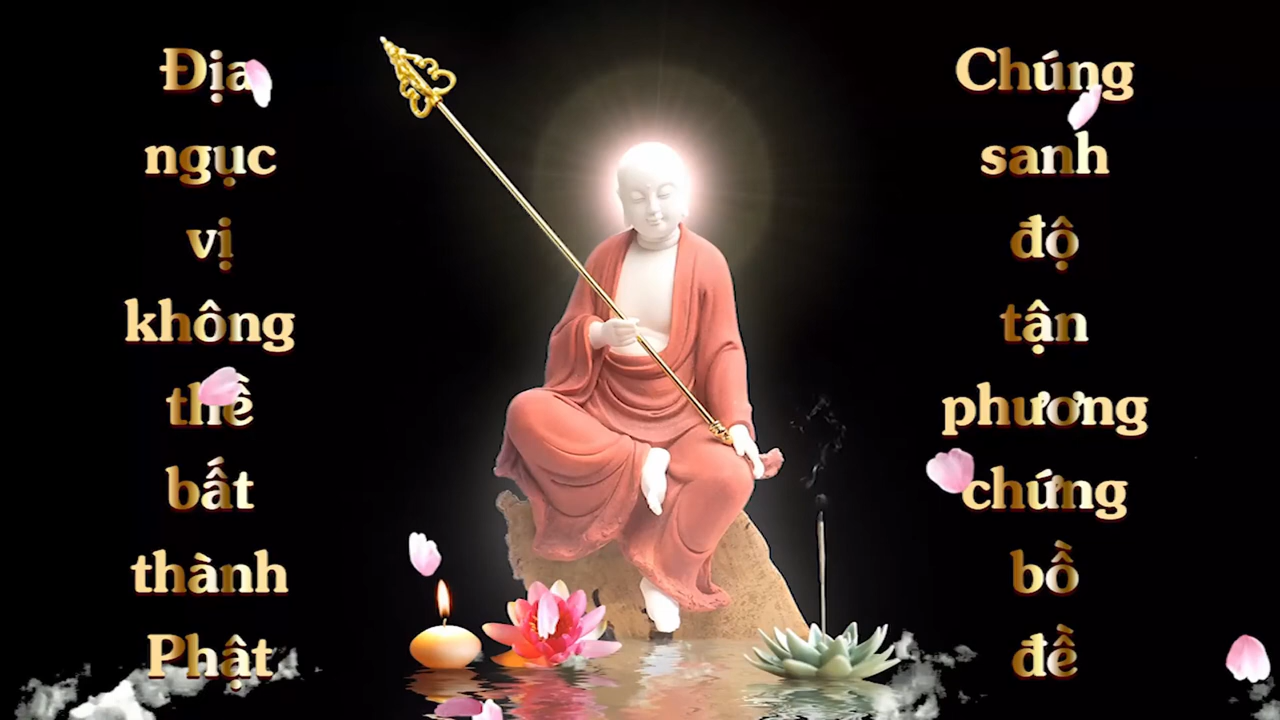 Địa
ngục
vị
không
thề
bất
thành
Phật
Chúng
sanh
độ
tận
phương
chứng
bồ
đề